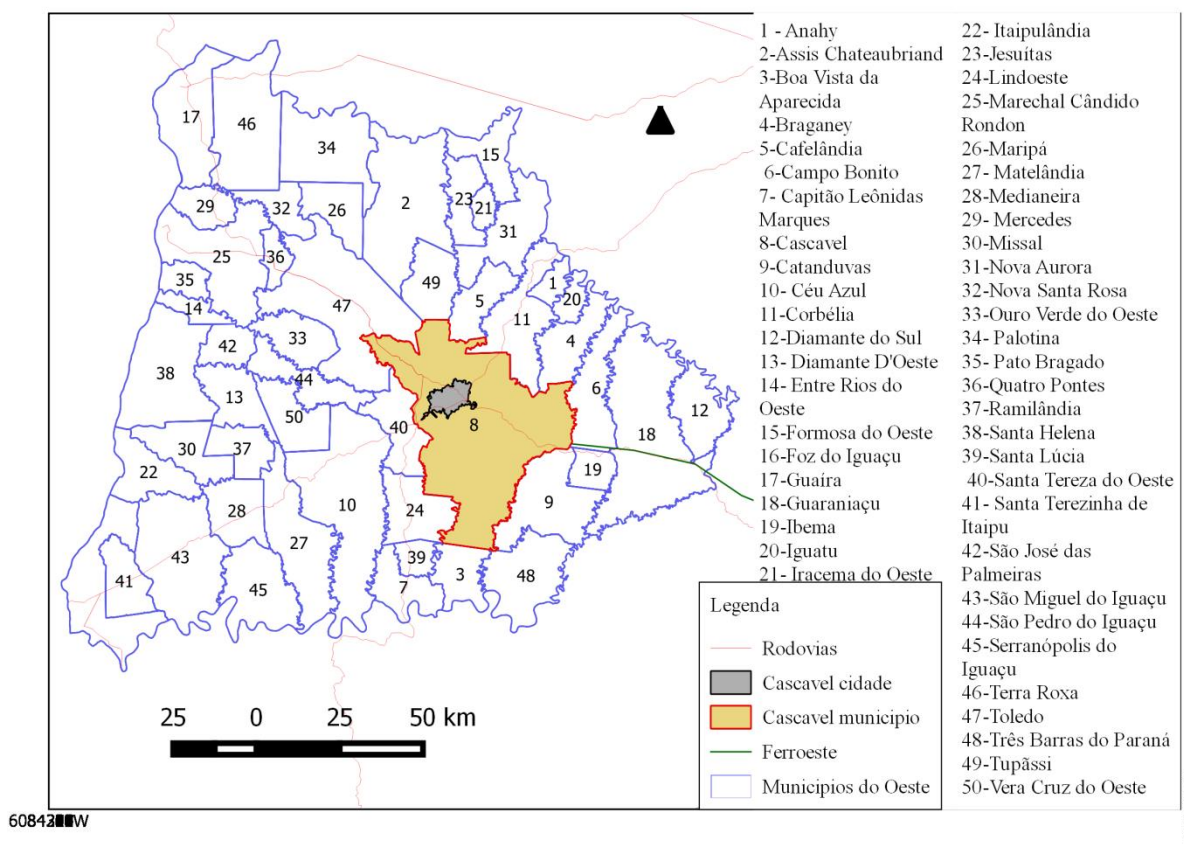 17
46
34
15
29
32
26
2
23
21
31
25
36
35
14
49
5
1
20
11
47
33
42
4
38
44
13
50
6
12
40
8
18
30
37
22
19
28
10
24
9
27
43
41
45
39
7
3
48
25 0 25 50 km
1 - Anahy
2-Assis Chateaubriand
3-Boa Vista da
Aparecida
4-Braganey
5-Cafelândia
6-Campo Bonito
7- Capitão Leônidas
Marques
8-Cascavel
9-Catanduvas
10- Céu Azul
11-Corbélia
12-Diamante do Sul
13- Diamante D'Oeste
14- Entre Rios do
Oeste
15-Formosa do Oeste
16-Foz do Iguaçu
17-Guaíra
18-Guaraniaçu
19-Ibema
20-Iguatu
21- Iracema do Oeste
22- Itaipulândia
23-Jesuítas
24-Lindoeste
25-Marechal Cândido
Rondon
26-Maripá
27- Matelândia
28-Medianeira
29- Mercedes
30-Missal
31-Nova Aurora
32-Nova Santa Rosa
33-Ouro Verde do Oeste
34- Palotina
35-Pato Bragado
36-Quatro Pontes
37-Ramilândia
38-Santa Helena
39-Santa Lúcia
40-Santa Tereza do Oeste
41- Santa Terezinha de
Itaipu
42-São José das
Palmeiras
43-São Miguel do Iguaçu
44-São Pedro do Iguaçu
45-Serranópolis do
Iguaçu
46-Terra Roxa
47-Toledo
48-Três Barras do Paraná
49-Tupãssi
50-Vera Cruz do Oeste
Legenda
Rodovias
Cascavel cidade
Cascavel municipio
Ferroeste
Municipios do Oeste